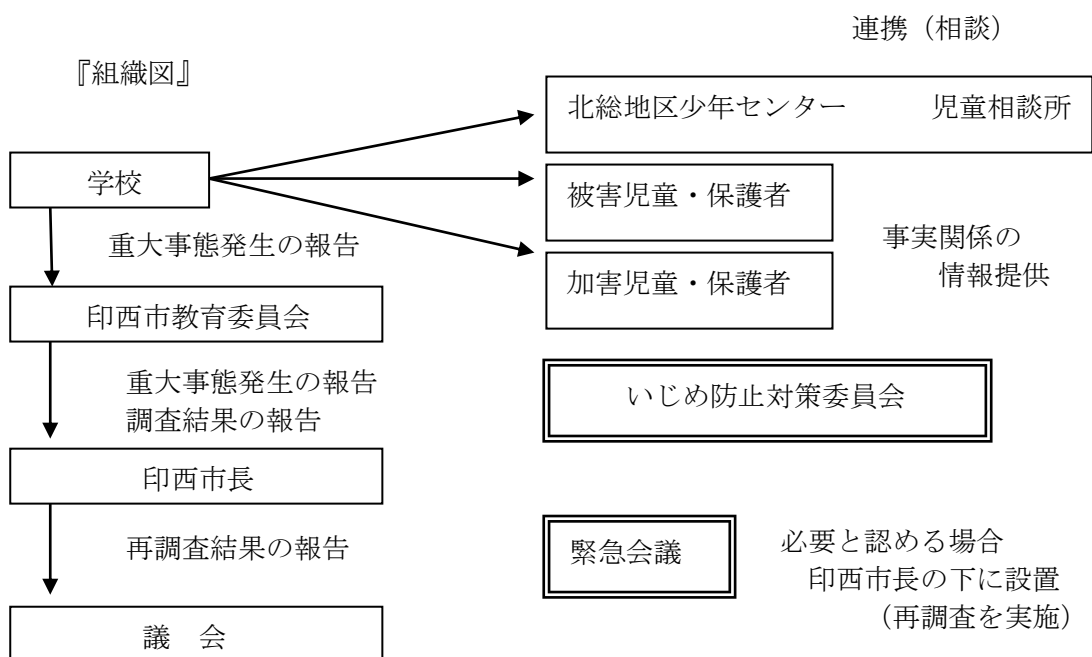 連携（相談）
『組織図』
北総地区少年センター　　児童相談所
学校
被害児童・保護者
重大事態発生の報告
事実関係の
情報提供
加害児童・保護者
印西市教育委員会
重大事態発生の報告
調査結果の報告
いじめ防止対策委員会
印西市長
再調査結果の報告
緊急会議
必要と認める場合
印西市長の下に設置
（再調査を実施）
議　会